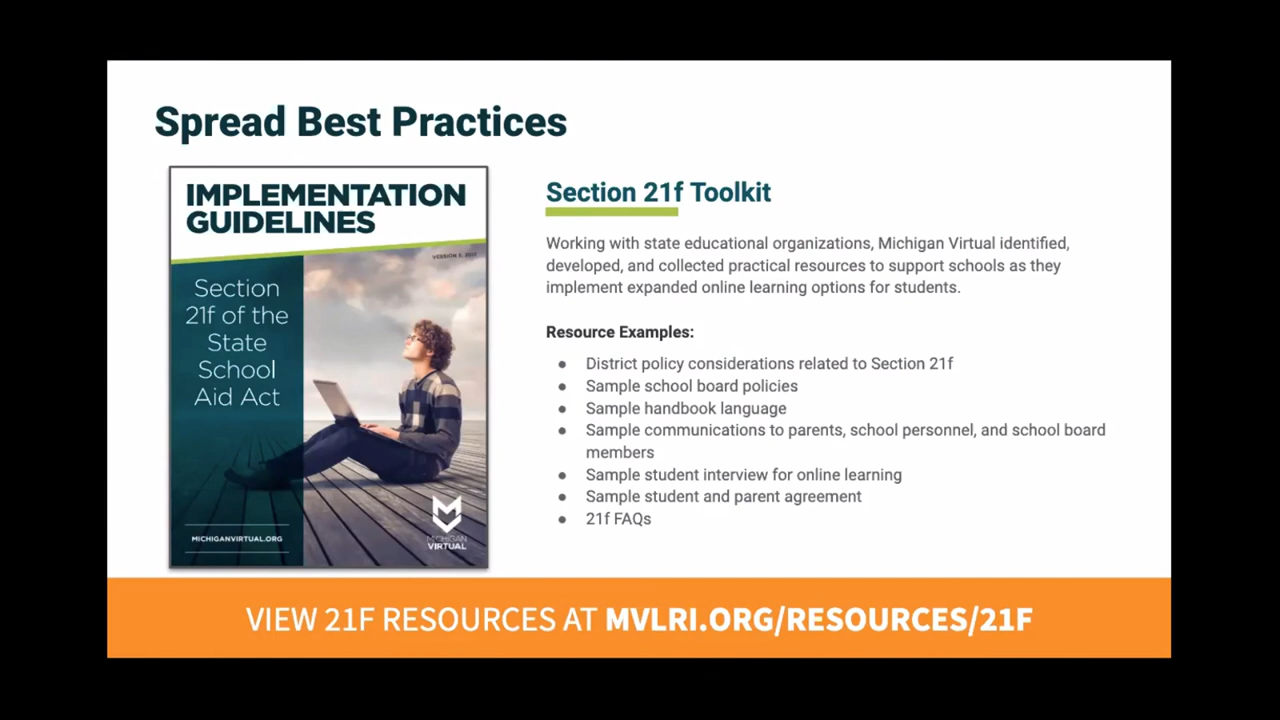 Spread Best Practices
IMPLEMENTATION
GUIDELINES
VERSION 5, 2017
Section
21f of the
State
School
Aid Act
MICHIGANVIRTUAL.ORG
MICHIGAN
VIRTUAL
Section 21f Toolkit
Working with state educational organizations, Michigan Virtual identified,
developed, and collected practical resources to support schools as they
implement expanded online learning options for students.
Resource Examples:
● District policy considerations related to Section 21f
● Sample school board policies
● Sample handbook language
● Sample communications to parents, school personnel, and school board
members
● Sample student interview for online learning
● Sample student and parent agreement
● 21f FAQs
VIEW 21F RESOURCES AT MVLRI.ORG/RESOURCES/21F